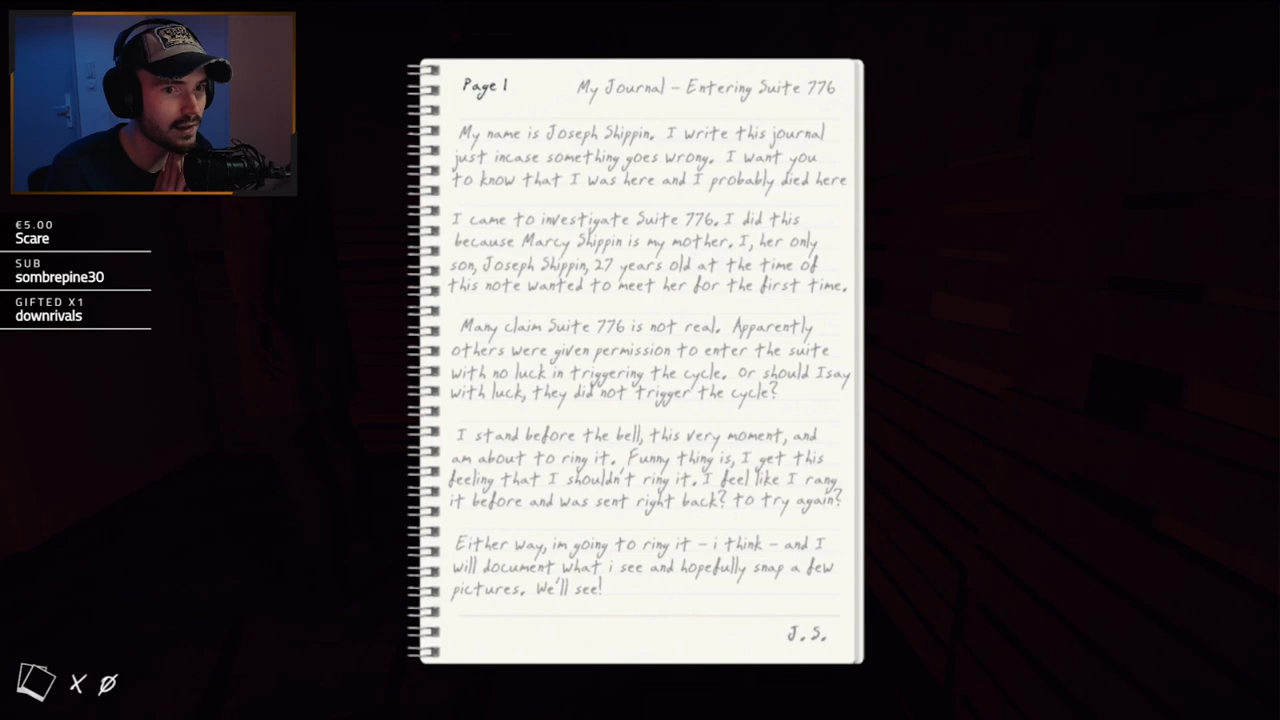 €5.00
Scare
SUB
sombrepine30
GIFTED X1
downrivals
Page 1
My Journal - Entering Suite 776
My name is Joseph Shippin. I write this journal
just incase something goes wrong. I want you
to know that I was here and I probably died here
I came to investigate Suite 776. I did this
because Marcy Shippin is my mother. I, her only
son, Joseph Shippin, 27 years old at the time of
this note wanted to meet her for the first time.
Many claim Suite 776 is not real. Apparently
others were given permission to enter the suite
with no luck in triggering the cycle. Or should I say
with luck, they did not trigger the cycle?
I stand before the bell, this very moment, and
am about to ring it. Funny thing is, I get this
feeling that I shouldn't ring it. I feel like I rang
it before and was sent right back? to try again?
Either way, im going to ring it - i think - and I
will document what i see and hopefully snap a few
pictures. We'll see!
J.S.
X 0